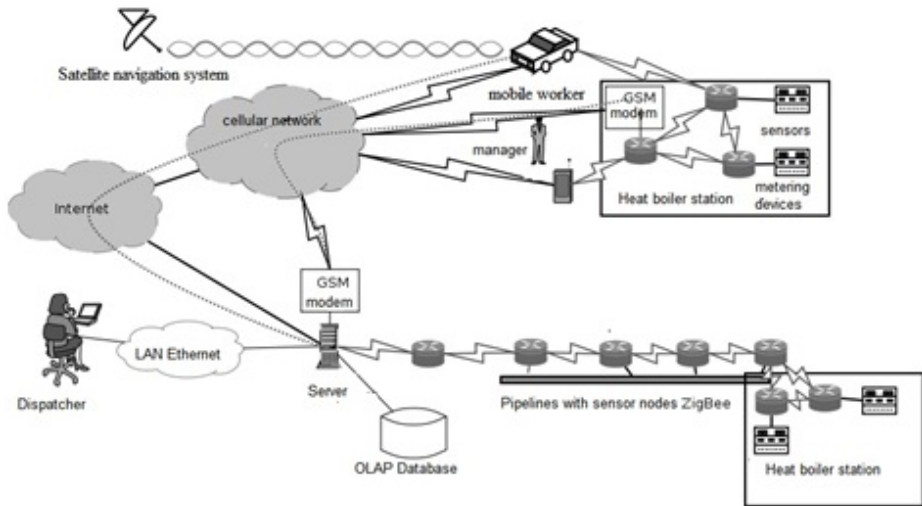 Satellite navigation system
mobile worker
cellular network
GSM
modem
sensors
manager
metering
devices
Heat boiler station
Internet
GSM
modem
LAN Ethernet
Dispatcher
Server
Pipelines with sensor nodes ZigBee
OLAP Database
Heat boiler station